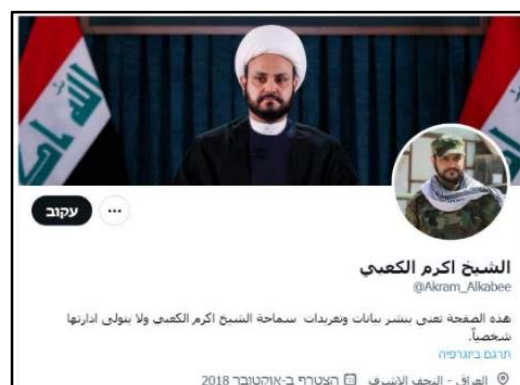 עקוב
الشيخ اكرم الكعبي
@Akram_Alkabee
هذه الصفحة تعنى بنشر بيانات وتغريدات سماحة الشيخ اكرم الكعبي ولا يتولى ادارتها
شخصياً.
תרגם ביוגרפיה
العراق - النجف الاشرف הצטרף ב-אוקטובר 2018